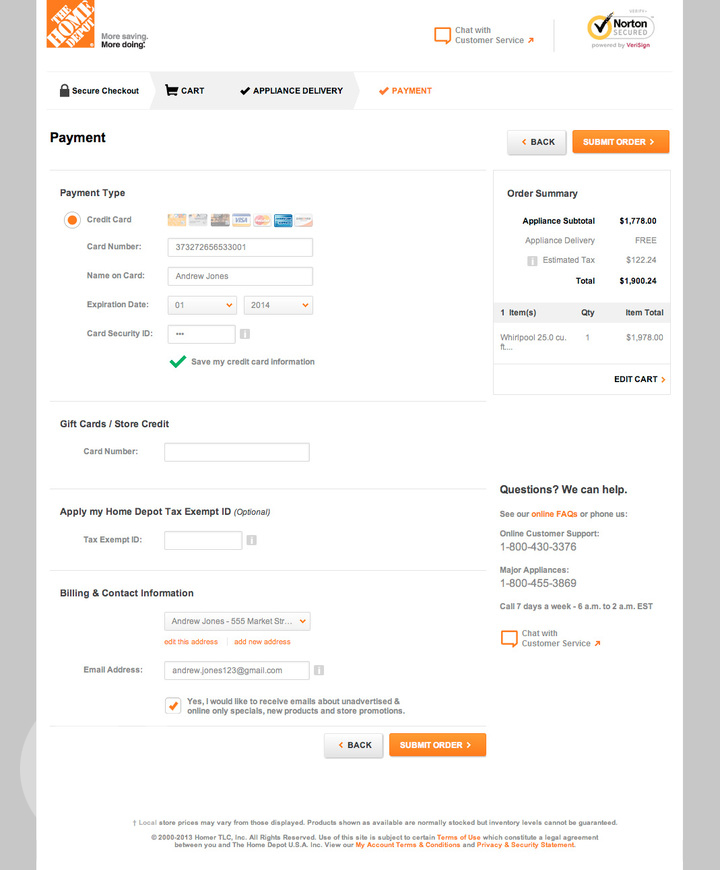 THE HOME DEPOT
More saving.
More doing.
Chat with
Customer Service
Norton
SECURED
powered by VeriSign
Secure Checkout
CART
APPLIANCE DELIVERY
PAYMENT
Payment
BACK
SUBMIT ORDER
Payment Type
Credit Card
VISA
Card Number:
373272656533001
Name on Card:
Andrew Jones
Expiration Date:
01
2014
Card Security ID:
•••
Save my credit card information
Order Summary
Appliance Subtotal $1,778.00
Appliance Delivery FREE
Estimated Tax $122.24
Total $1,900.24
1 Item(s) Qty Item Total
Whirlpool 25.0 cu. 1 $1,978.00
ft....
EDIT CART
Gift Cards / Store Credit
Card Number:
Apply my Home Depot Tax Exempt ID (Optional)
Tax Exempt ID:
Billing & Contact Information
Andrew Jones - 555 Market Str...
edit this address | add new address
Email Address:
andrew.jones123@gmail.com
Yes, I would like to receive emails about unadvertised &
online only specials, new products and store promotions.
BACK
SUBMIT ORDER
Questions? We can help.
See our online FAQs or phone us:
Online Customer Support:
1-800-430-3376
Major Appliances:
1-800-455-3869
Call 7 days a week - 6 a.m. to 2 a.m. EST
Chat with
Customer Service
† Local store prices may vary from those displayed. Products shown as available are normally stocked but inventory levels cannot be guaranteed.
© 2000-2013 Homer TLC, Inc. All Rights Reserved. Use of this site is subject to certain Terms of Use which constitute a legal agreement
between you and The Home Depot U.S.A. Inc. View our My Account Terms & Conditions and Privacy & Security Statement.